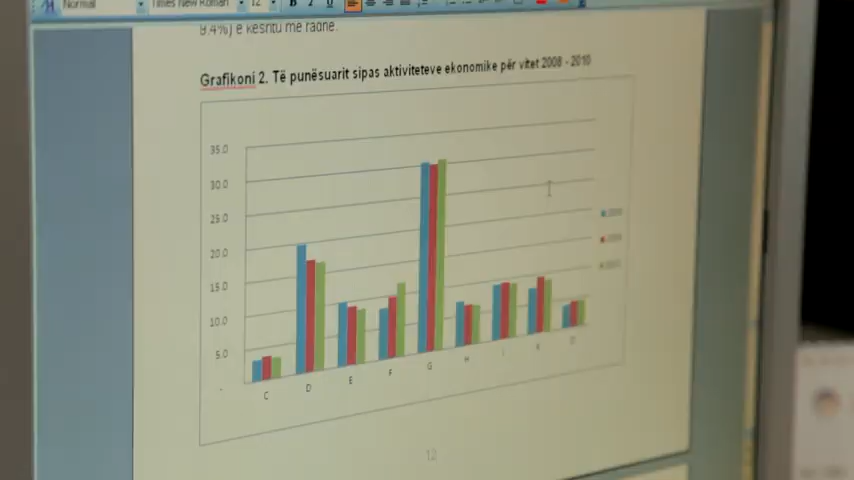 Normal Times New Roman 12 B I U
9.4%) e kështu me radhë.
Grafikoni 2. Të punësuarit sipas aktiviteteve ekonomike për vitet 2008 - 2010
35.0
30.0
25.0
20.0
15.0
10.0
5.0
-
C D E F G H I K O
12